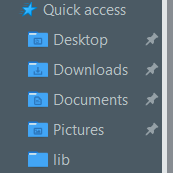 Quick access
Desktop
Downloads
Documents
Pictures
lib